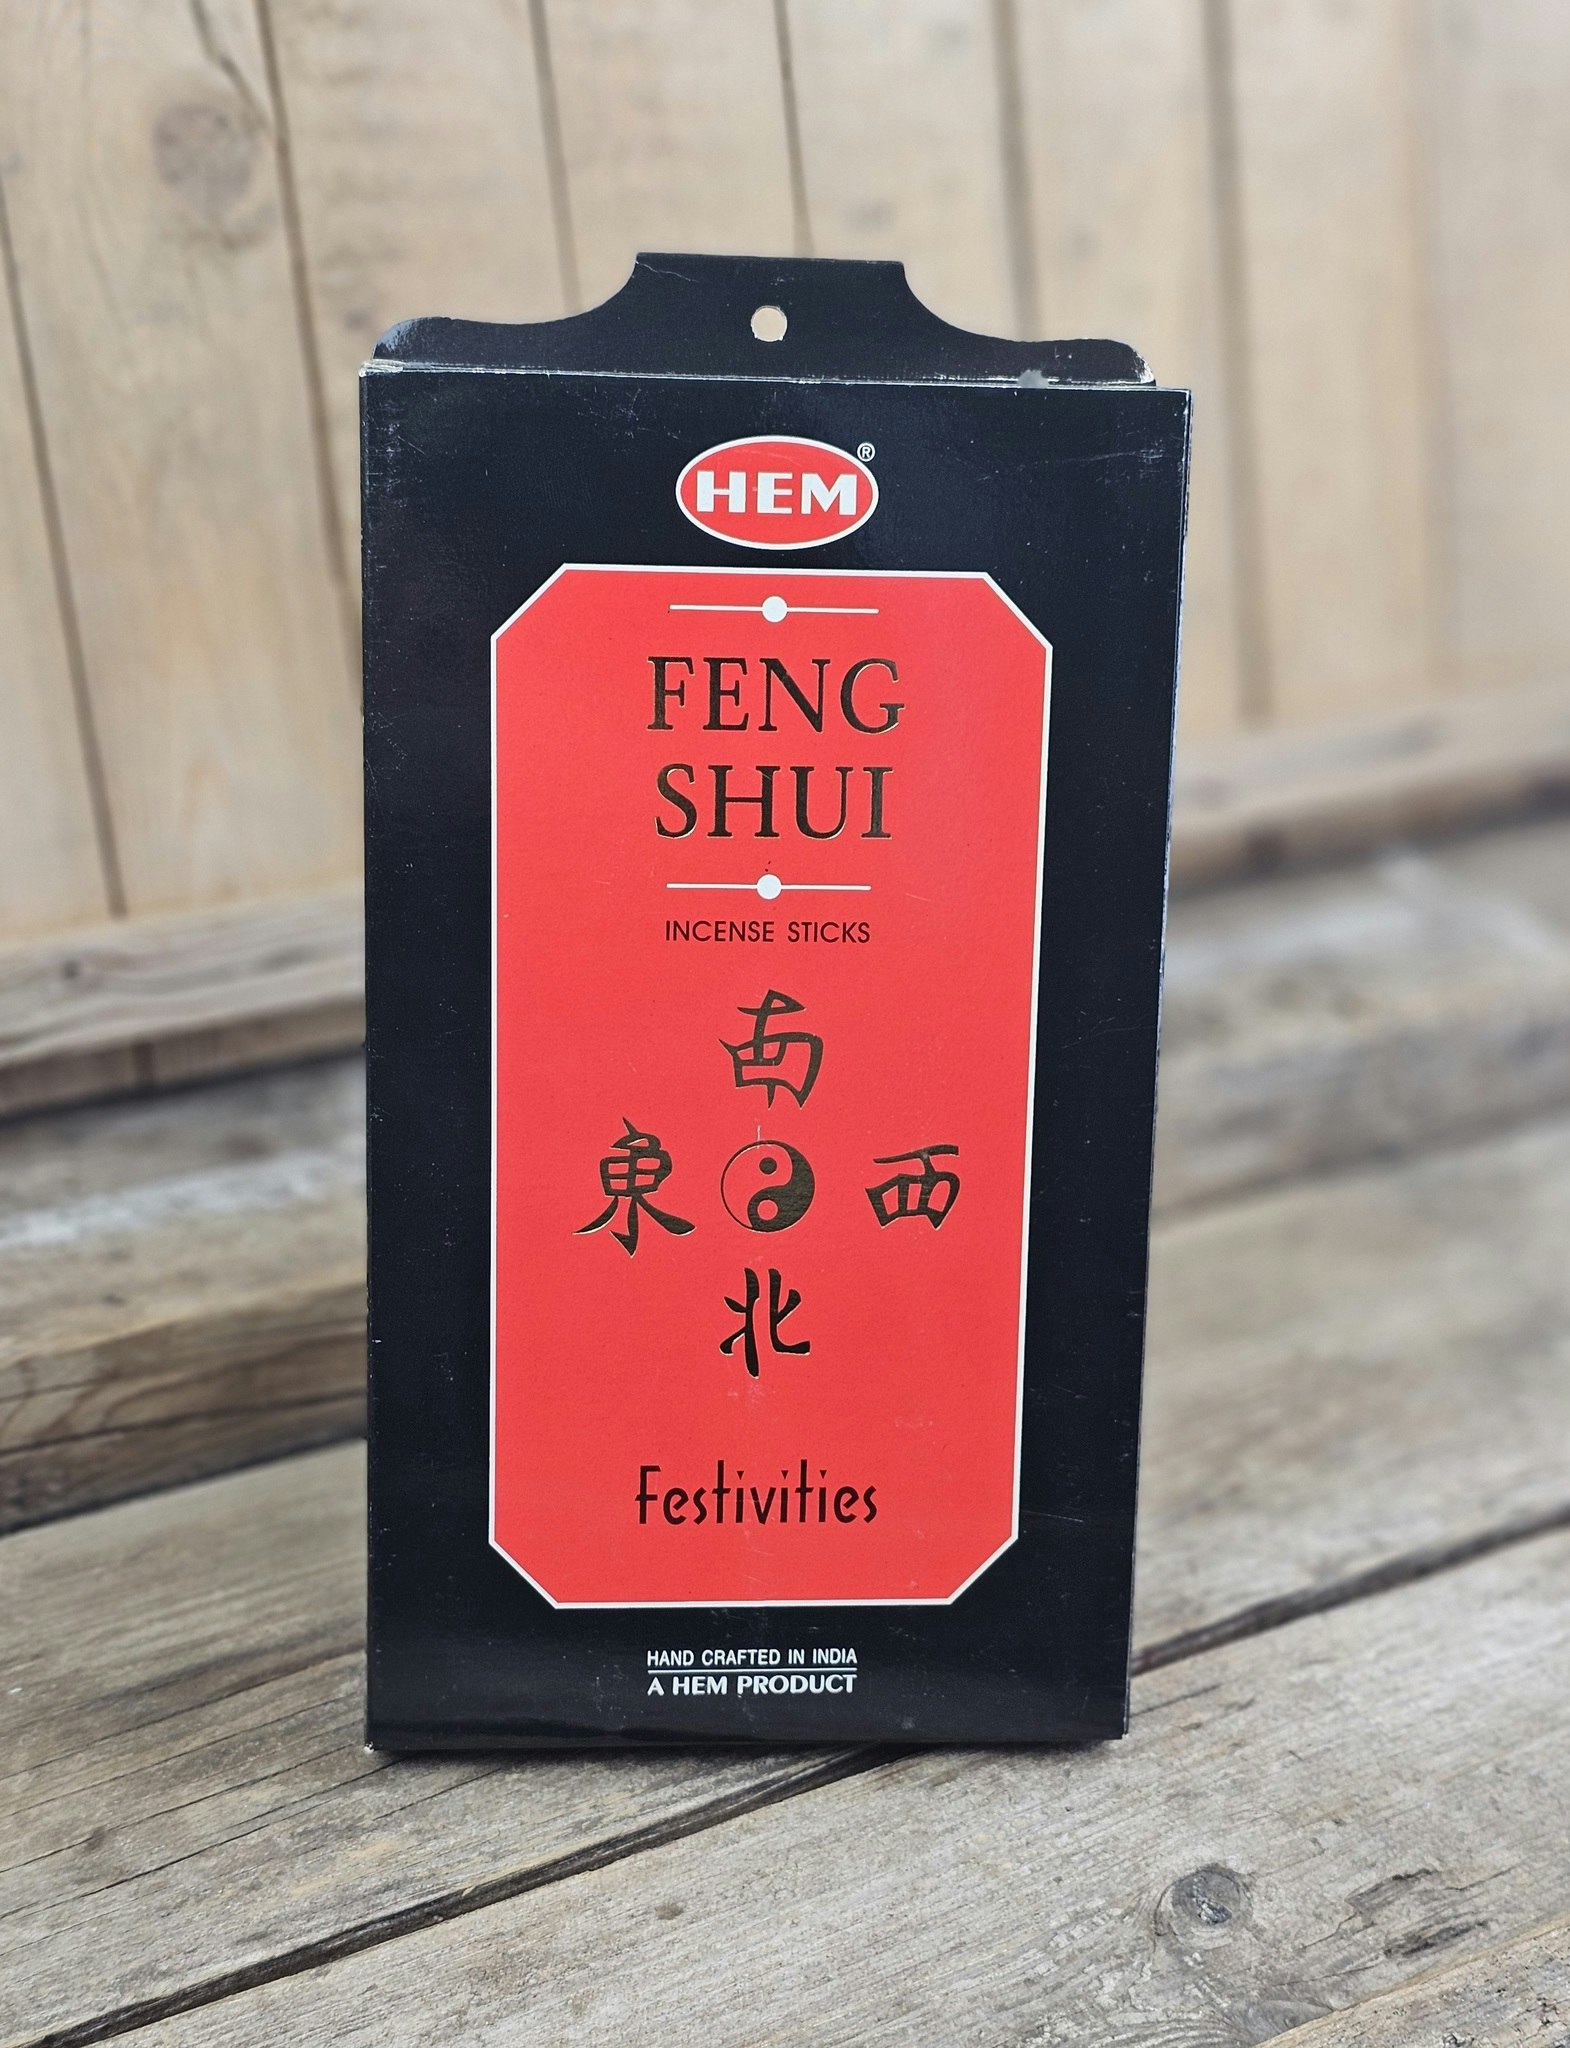 HEM®
FENG
SHUI
INCENSE STICKS
南
東 西
北
Festivities
HAND CRAFTED IN INDIA
A HEM PRODUCT